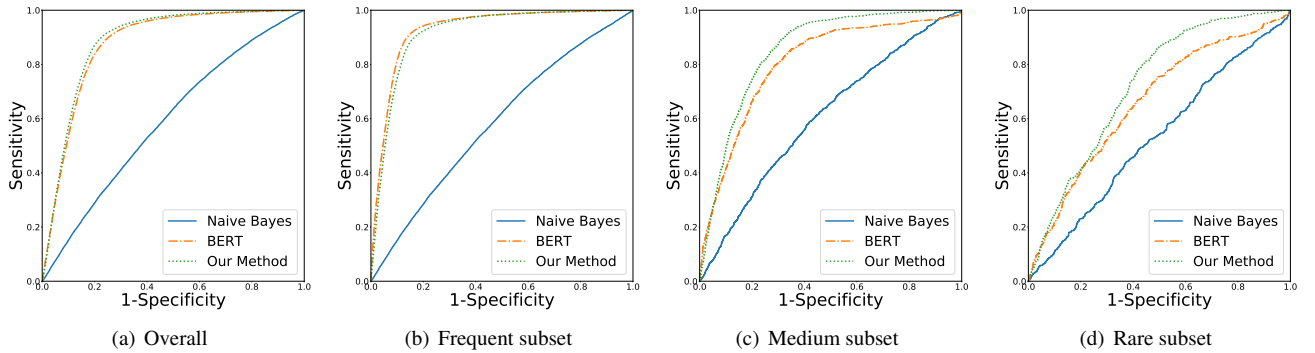 1.0
0.8
0.6
0.4
0.2
0.0
Sensitivity
Naive Bayes
BERT
Our Method
0.0 0.2 0.4 0.6 0.8 1.0
1-Specificity
(a) Overall
1.0
0.8
0.6
0.4
0.2
0.0
Sensitivity
Naive Bayes
BERT
Our Method
0.0 0.2 0.4 0.6 0.8 1.0
1-Specificity
(b) Frequent subset
1.0
0.8
0.6
0.4
0.2
0.0
Sensitivity
Naive Bayes
BERT
Our Method
0.0 0.2 0.4 0.6 0.8 1.0
1-Specificity
(c) Medium subset
1.0
0.8
0.6
0.4
0.2
0.0
Sensitivity
Naive Bayes
BERT
Our Method
0.0 0.2 0.4 0.6 0.8 1.0
1-Specificity
(d) Rare subset